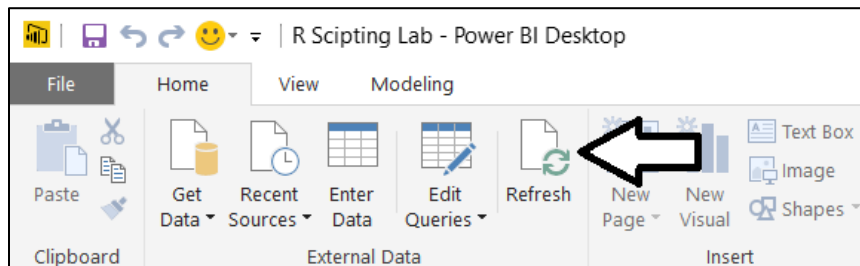 R Scipting Lab - Power BI Desktop
File Home View Modeling
Paste
Get Data
Recent Sources
Enter Data
Edit Queries
Refresh
New Page
New Visual
Text Box
Image
Shapes
Clipboard External Data Insert